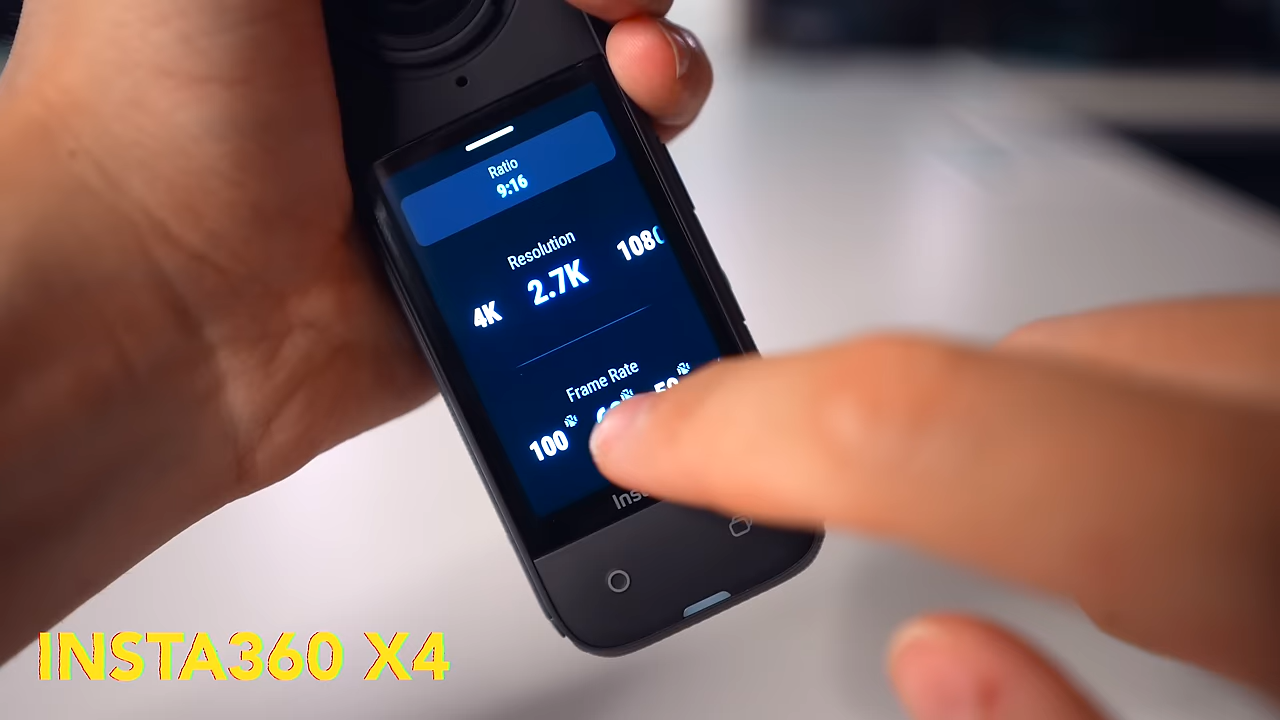 Ratio
9:16
Resolution
4K 2.7K
Frame Rate
100
INSTA360 X4